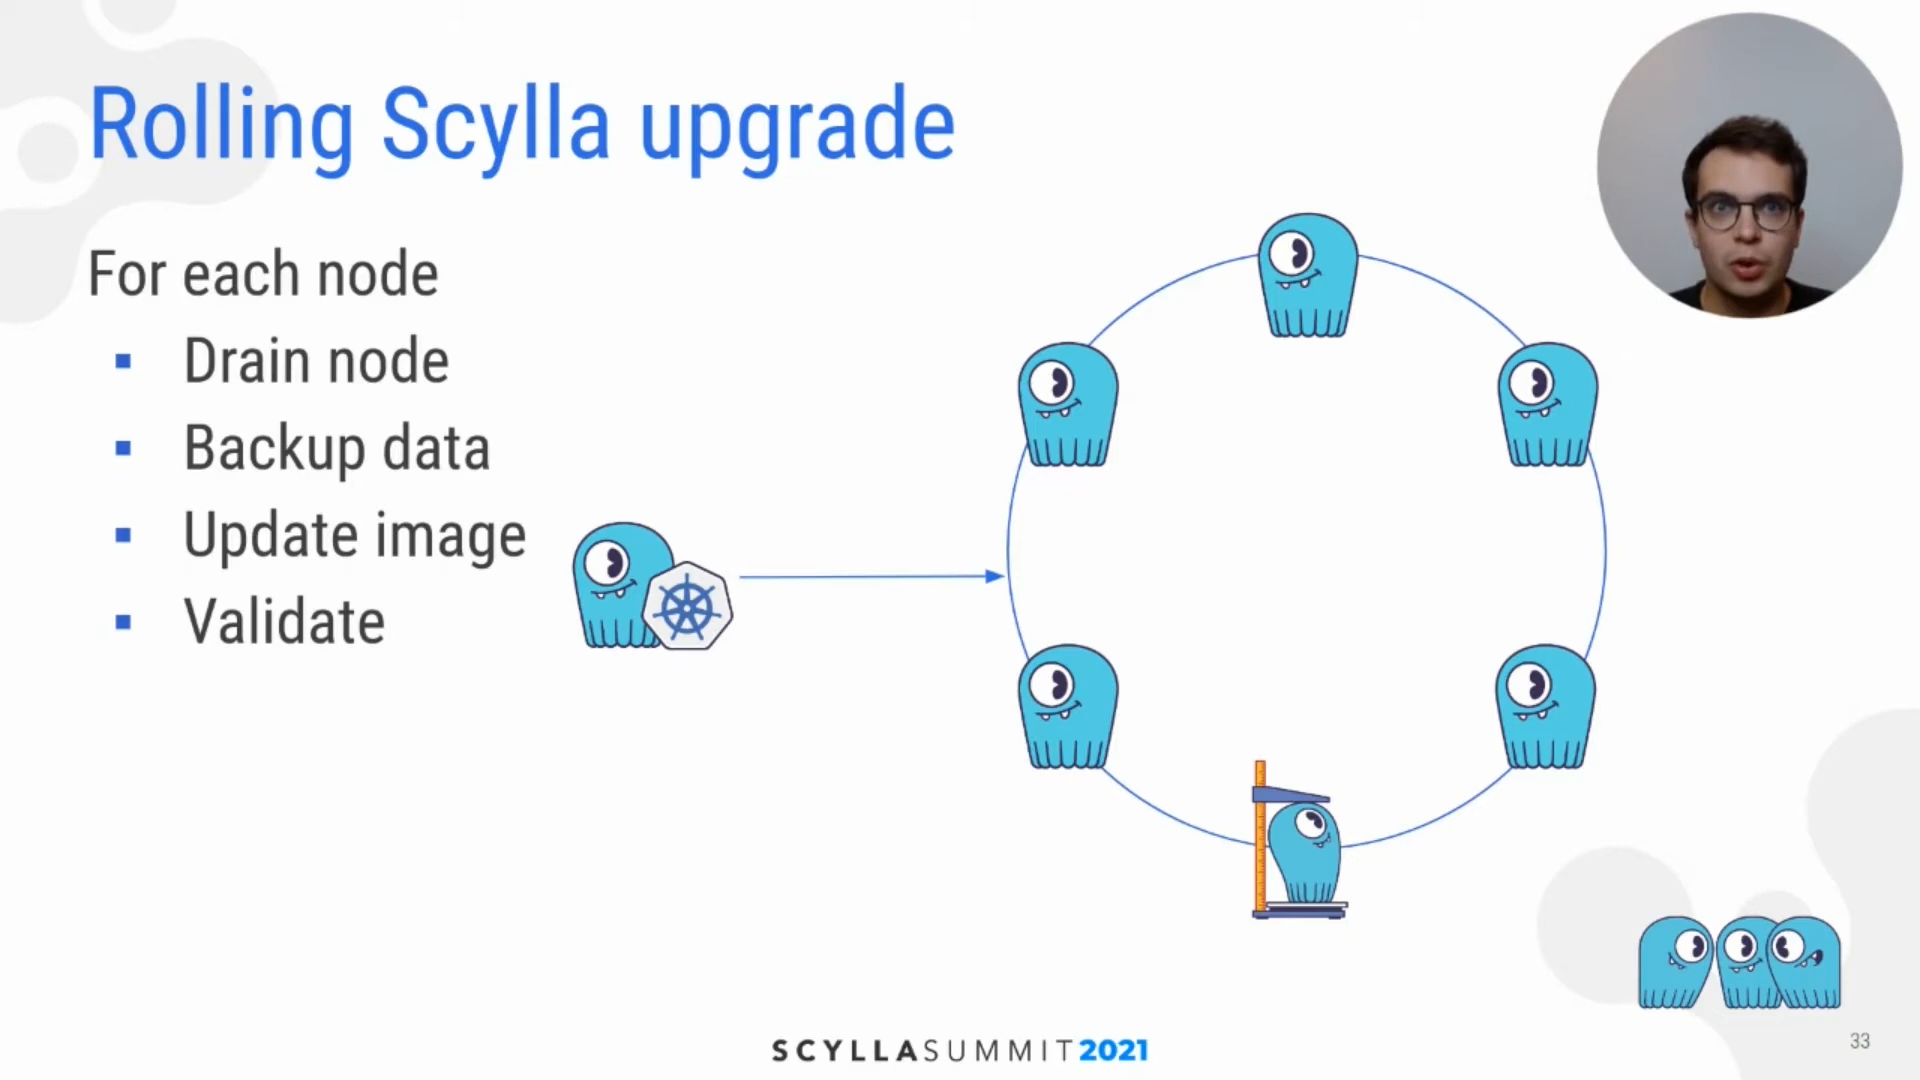 Rolling Scylla upgrade
For each node
▪ Drain node
▪ Backup data
▪ Update image
▪ Validate
SCYLLASUMMIT2021
33